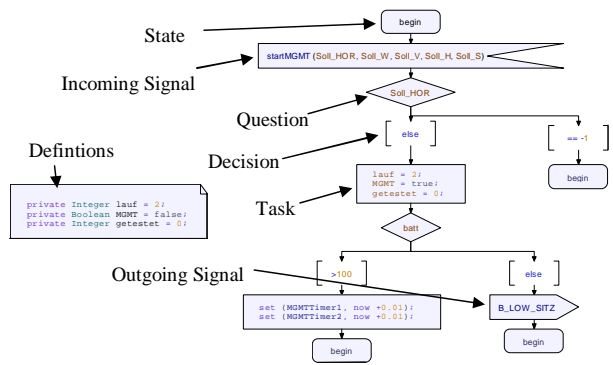 begin
State
startMGMT (Soll_HOR, Soll_W, Soll_V, Soll_H, Soll_S)
Incoming Signal
Soll_HOR
Question
else
== -1
Decision
Defintions
begin
lauf = 2;
MGMT = true;
getestet = 0;
Task
private Integer lauf = 2;
private Boolean MGMT = false;
private Integer getestet = 0;
batt
Outgoing Signal
>100
else
set (MGMTTimer1, now +0.01);
set (MGMTTimer2, now +0.01);
B_LOW_SITZ
begin
begin